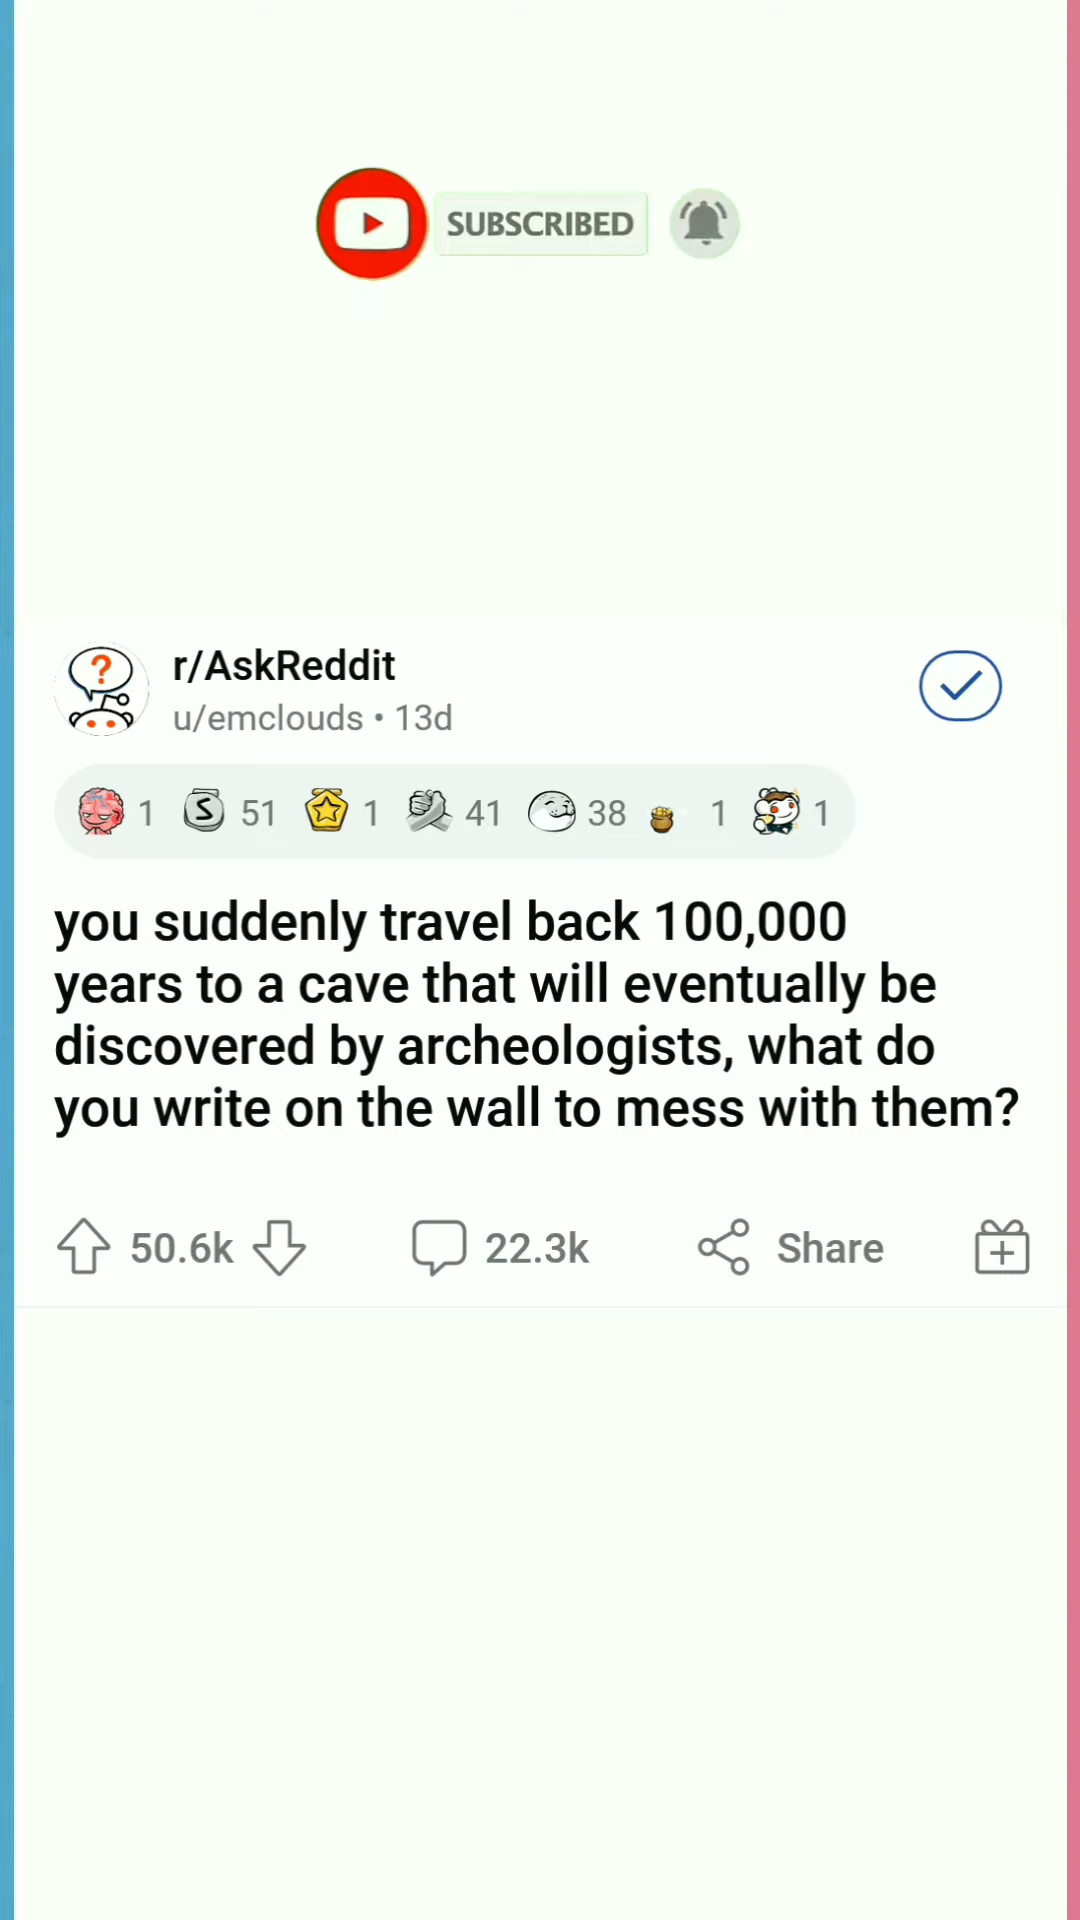 SUBSCRIBED
r/AskReddit
u/emclouds • 13d
1 S 51 1 41 38 1 1
you suddenly travel back 100,000
years to a cave that will eventually be
discovered by archeologists, what do
you write on the wall to mess with them?
50.6k 22.3k Share